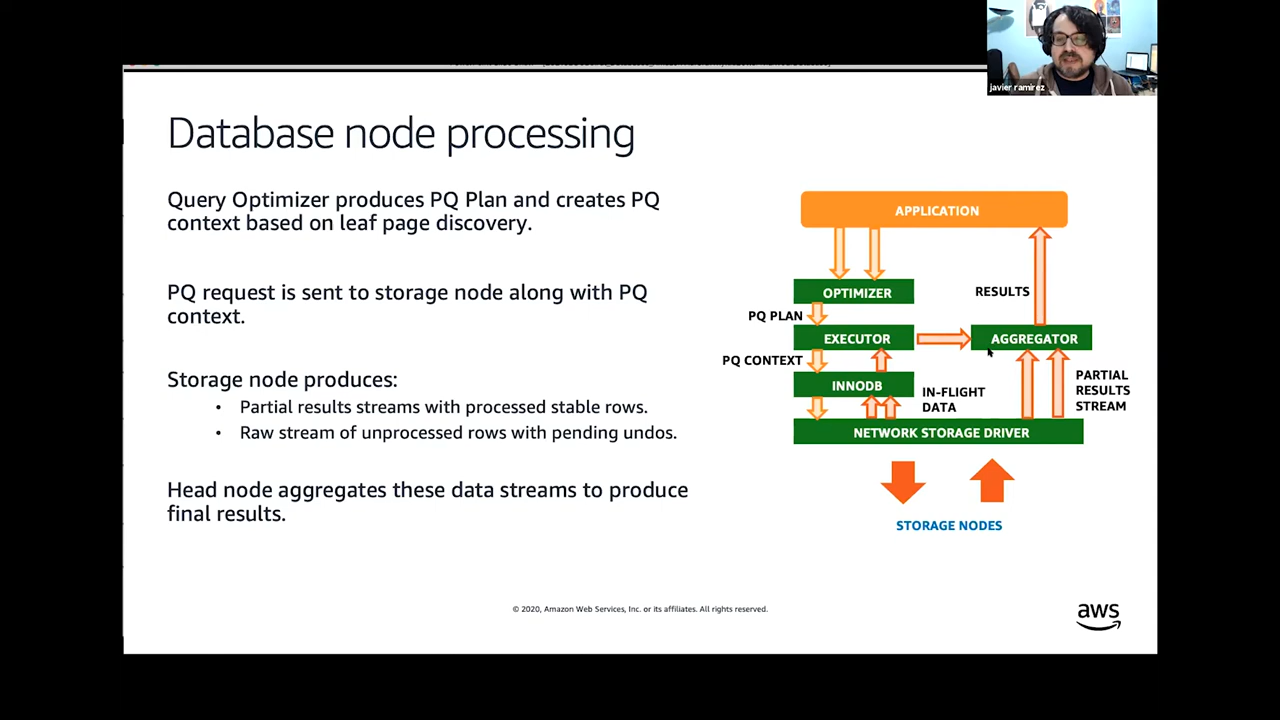 javier ramirez
Database node processing
Query Optimizer produces PQ Plan and creates PQ
context based on leaf page discovery.
PQ request is sent to storage node along with PQ
context.
Storage node produces:
• Partial results streams with processed stable rows.
• Raw stream of unprocessed rows with pending undos.
Head node aggregates these data streams to produce
final results.
APPLICATION
OPTIMIZER
RESULTS
PQ PLAN
EXECUTOR
AGGREGATOR
PQ CONTEXT
INNODB
IN-FLIGHT
DATA
PARTIAL
RESULTS
STREAM
NETWORK STORAGE DRIVER
STORAGE NODES
© 2020, Amazon Web Services, Inc. or its affiliates. All rights reserved.
aws